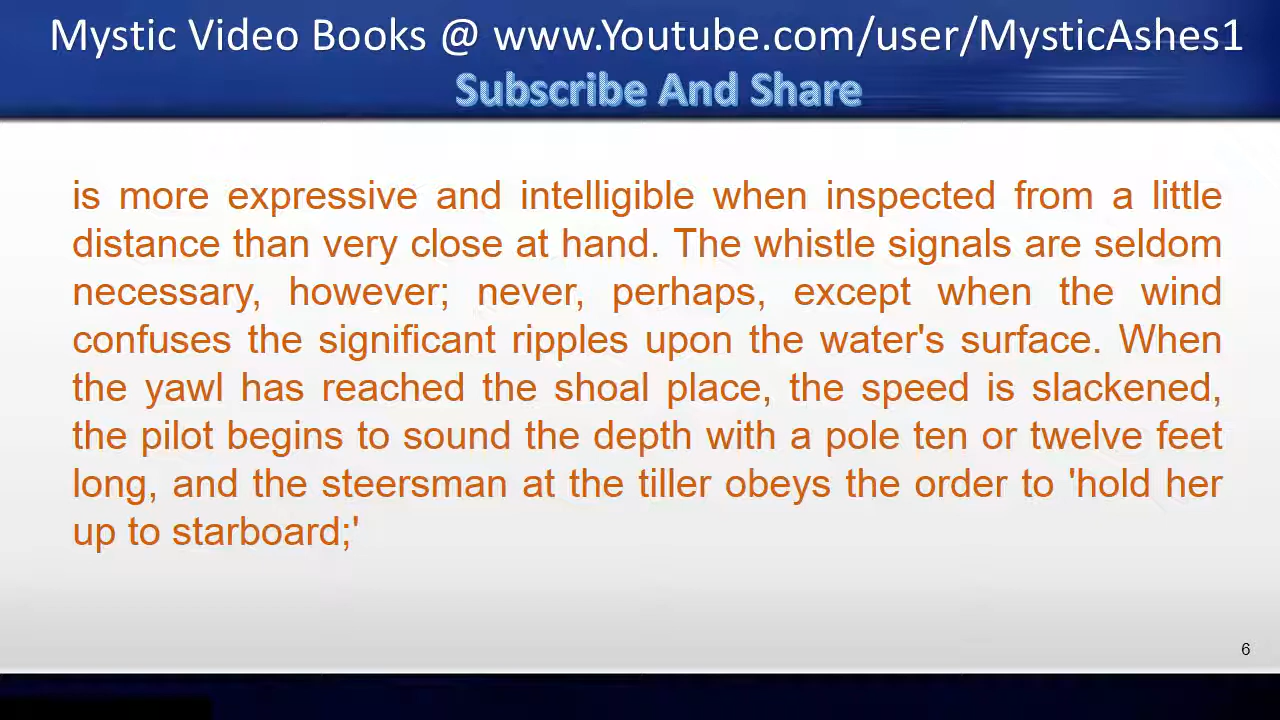 Mystic Video Books @ www.Youtube.com/user/MysticAshes1
Subscribe And Share
is more expressive and intelligible when inspected from a little
distance than very close at hand. The whistle signals are seldom
necessary, however; never, perhaps, except when the wind
confuses the significant ripples upon the water's surface. When
the yawl has reached the shoal place, the speed is slackened,
the pilot begins to sound the depth with a pole ten or twelve feet
long, and the steersman at the tiller obeys the order to 'hold her
up to starboard;'
6